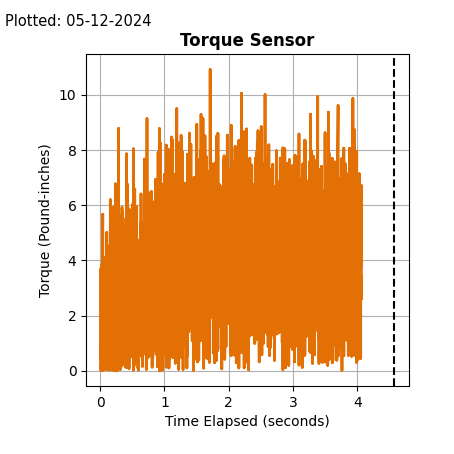 Plotted: 05-12-2024
Torque Sensor
Torque (Pound-inches)
10
8
6
4
2
0
0 1 2 3 4
Time Elapsed (seconds)